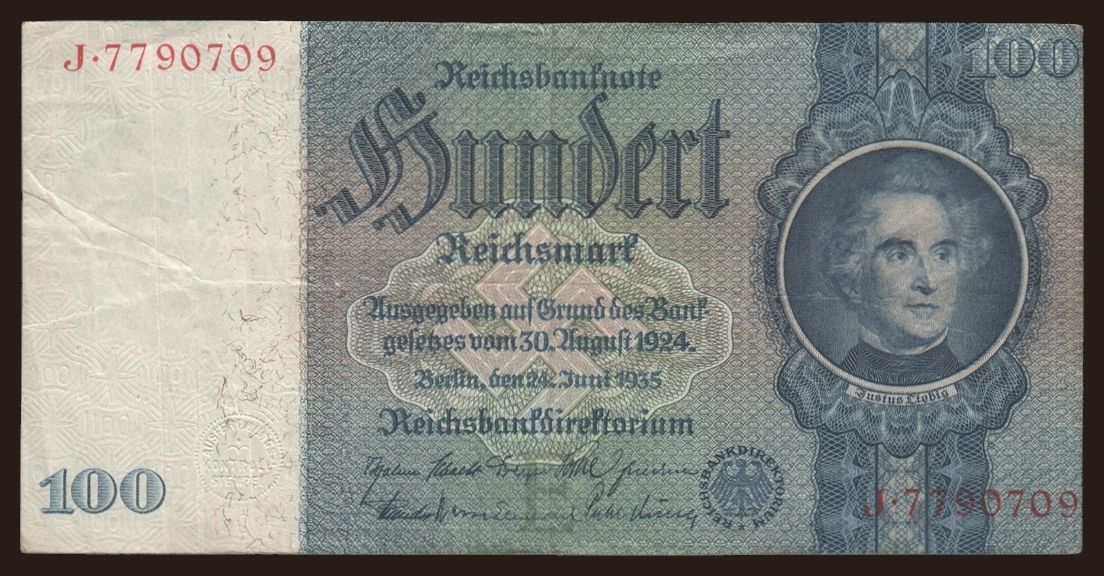 J·7790709
Reichsbanknote
100
Hundert
Reichsmark
Ausgegeben auf Grund des Bank-
gesetzes vom 30. August 1924.
Berlin, den 24. Juni 1935
Reichsbankdirektorium
Justus Liebig
REICHSBANKDIREKTORIUM
100
J·7790709